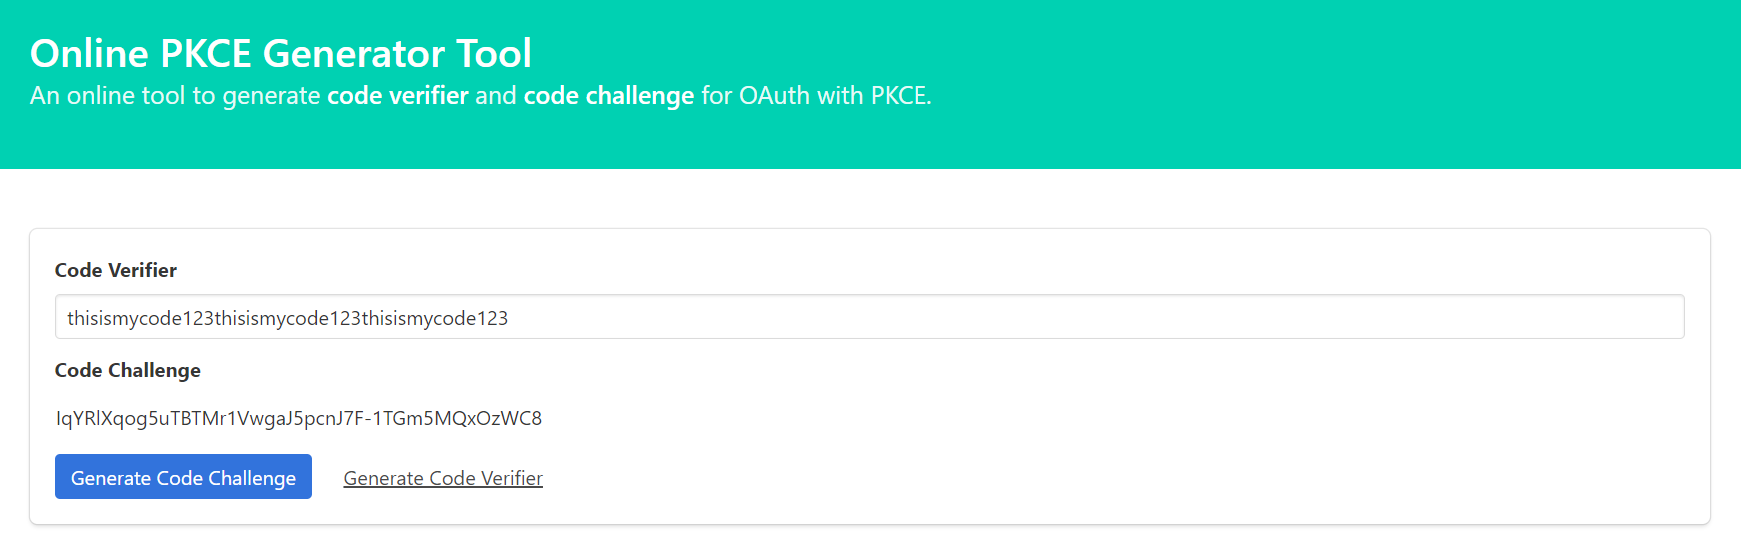 Online PKCE Generator Tool
An online tool to generate code verifier and code challenge for OAuth with PKCE.
Code Verifier
thisismycode123thisismycode123thisismycode123
Code Challenge
IqYRlXqog5uTBTMr1VwgaJ5pcnJ7F-1TGm5MQxOzWC8
Generate Code Challenge
Generate Code Verifier